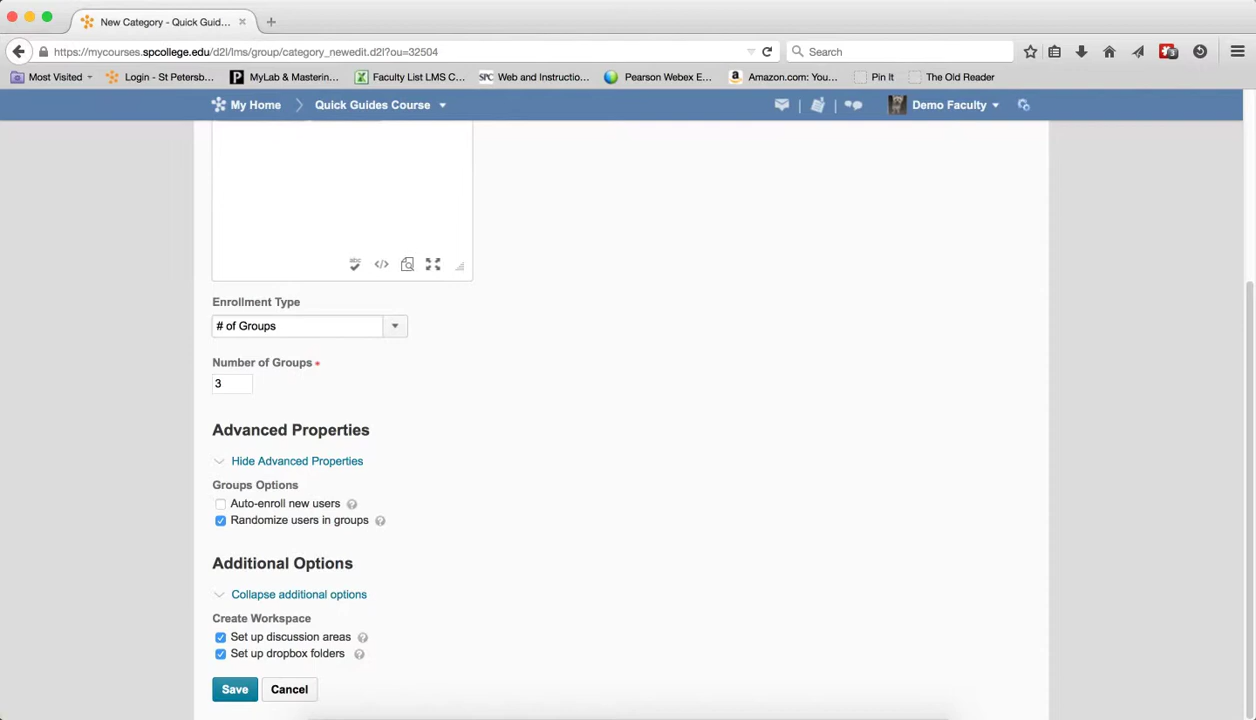 New Category - Quick Guid...
https://mycourses.spcollege.edu/d2l/lms/group/category_newedit.d2l?ou=32504
Search
3
Most Visited
Login - St Petersb...
MyLab & Mastering...
Faculty List LMS C...
SPC Web and Instructio...
Pearson Webex E...
Amazon.com: You...
Pin It
The Old Reader
My Home
Quick Guides Course
Demo Faculty
abc
Enrollment Type
# of Groups
Number of Groups
3
Advanced Properties
Hide Advanced Properties
Groups Options
Auto-enroll new users
Randomize users in groups
Additional Options
Collapse additional options
Create Workspace
Set up discussion areas
Set up dropbox folders
Save
Cancel